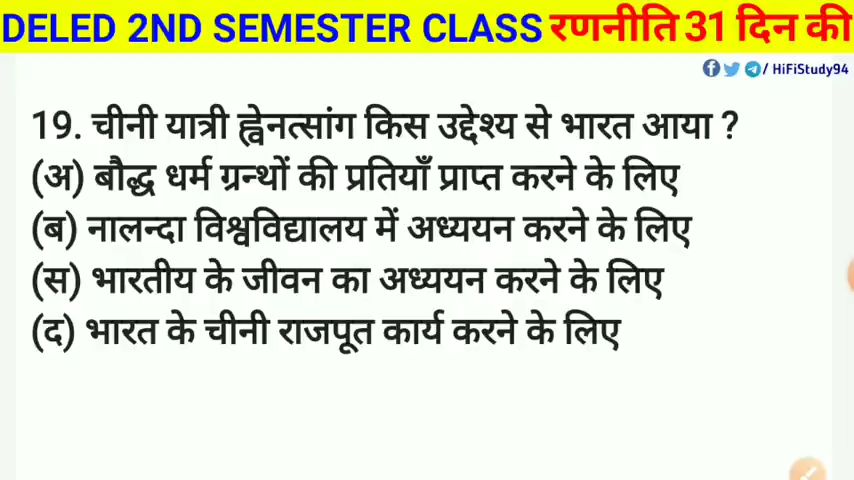 DELED 2ND SEMESTER CLASS रणनीति 31 दिन की
/ HiFiStudy94
19. चीनी यात्री ह्वेनत्सांग किस उद्देश्य से भारत आया ?
(अ) बौद्ध धर्म ग्रन्थों की प्रतियाँ प्राप्त करने के लिए
(ब) नालन्दा विश्वविद्यालय में अध्ययन करने के लिए
(स) भारतीय के जीवन का अध्ययन करने के लिए
(द) भारत के चीनी राजपूत कार्य करने के लिए